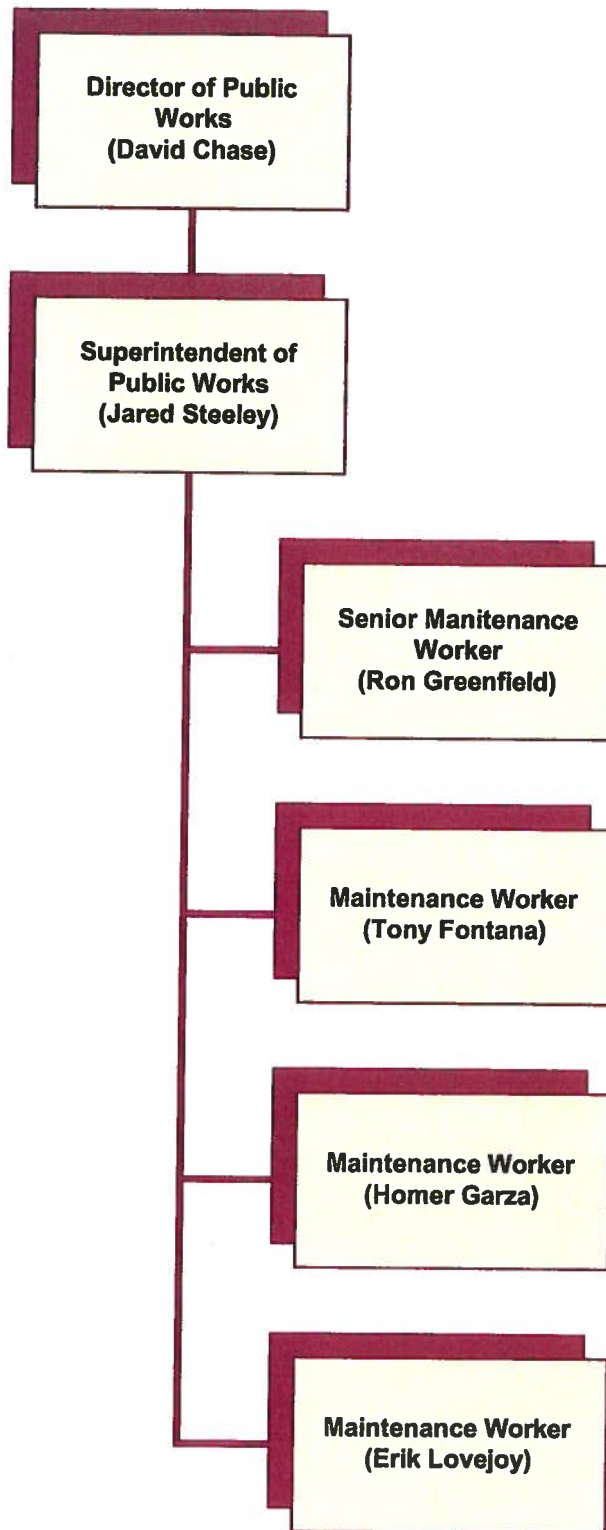 Director of Public
Works
(David Chase)
Superintendent of
Public Works
(Jared Steeley)
Senior Manitenance
Worker
(Ron Greenfield)
Maintenance Worker
(Tony Fontana)
Maintenance Worker
(Homer Garza)
Maintenance Worker
(Erik Lovejoy)